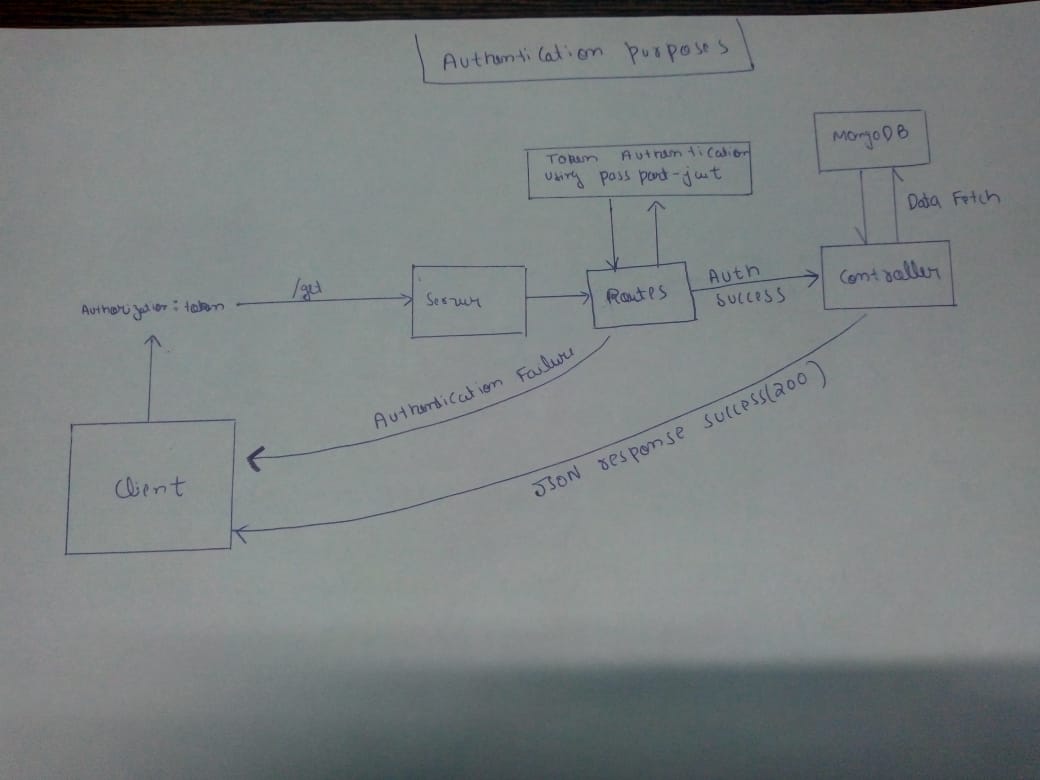 Authentication purposes
MongoDB
Token Authentication
Using passport-jwt
Data Fetch
Authorization : token
/get
Server
Routes
Auth
success
Controller
Authentication Failure
JSON response success(200)
Client